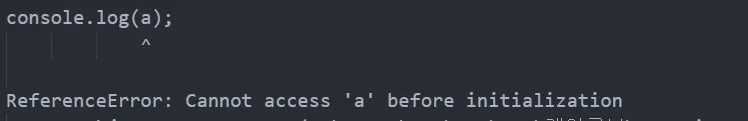 console.log(a);
^
ReferenceError: Cannot access 'a' before initialization